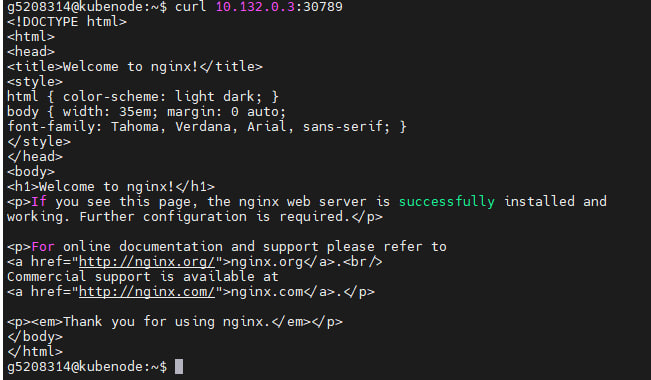 g5208314@kubenode:~$ curl 10.132.0.3:30789
<!DOCTYPE html>
<html>
<head>
<title>Welcome to nginx!</title>
<style>
html { color-scheme: light dark; }
body { width: 35em; margin: 0 auto;
font-family: Tahoma, Verdana, Arial, sans-serif; }
</style>
</head>
<body>
<h1>Welcome to nginx!</h1>
<p>If you see this page, the nginx web server is successfully installed and
working. Further configuration is required.</p>

<p>For online documentation and support please refer to
<a href="http://nginx.org/">nginx.org</a>.<br/>
Commercial support is available at
<a href="http://nginx.com/">nginx.com</a>.</p>

<p><em>Thank you for using nginx.</em></p>
</body>
</html>
g5208314@kubenode:~$